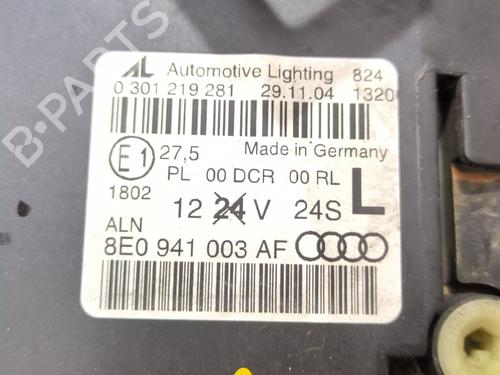 AL Automotive Lighting 824
0 301 219 281 29.11.04
E1 27,5 Made in Germany
PL 00 DCR 00 RL
1802
12 24 V 24S L
ALN
8E0 941 003 AF
B-PARTS